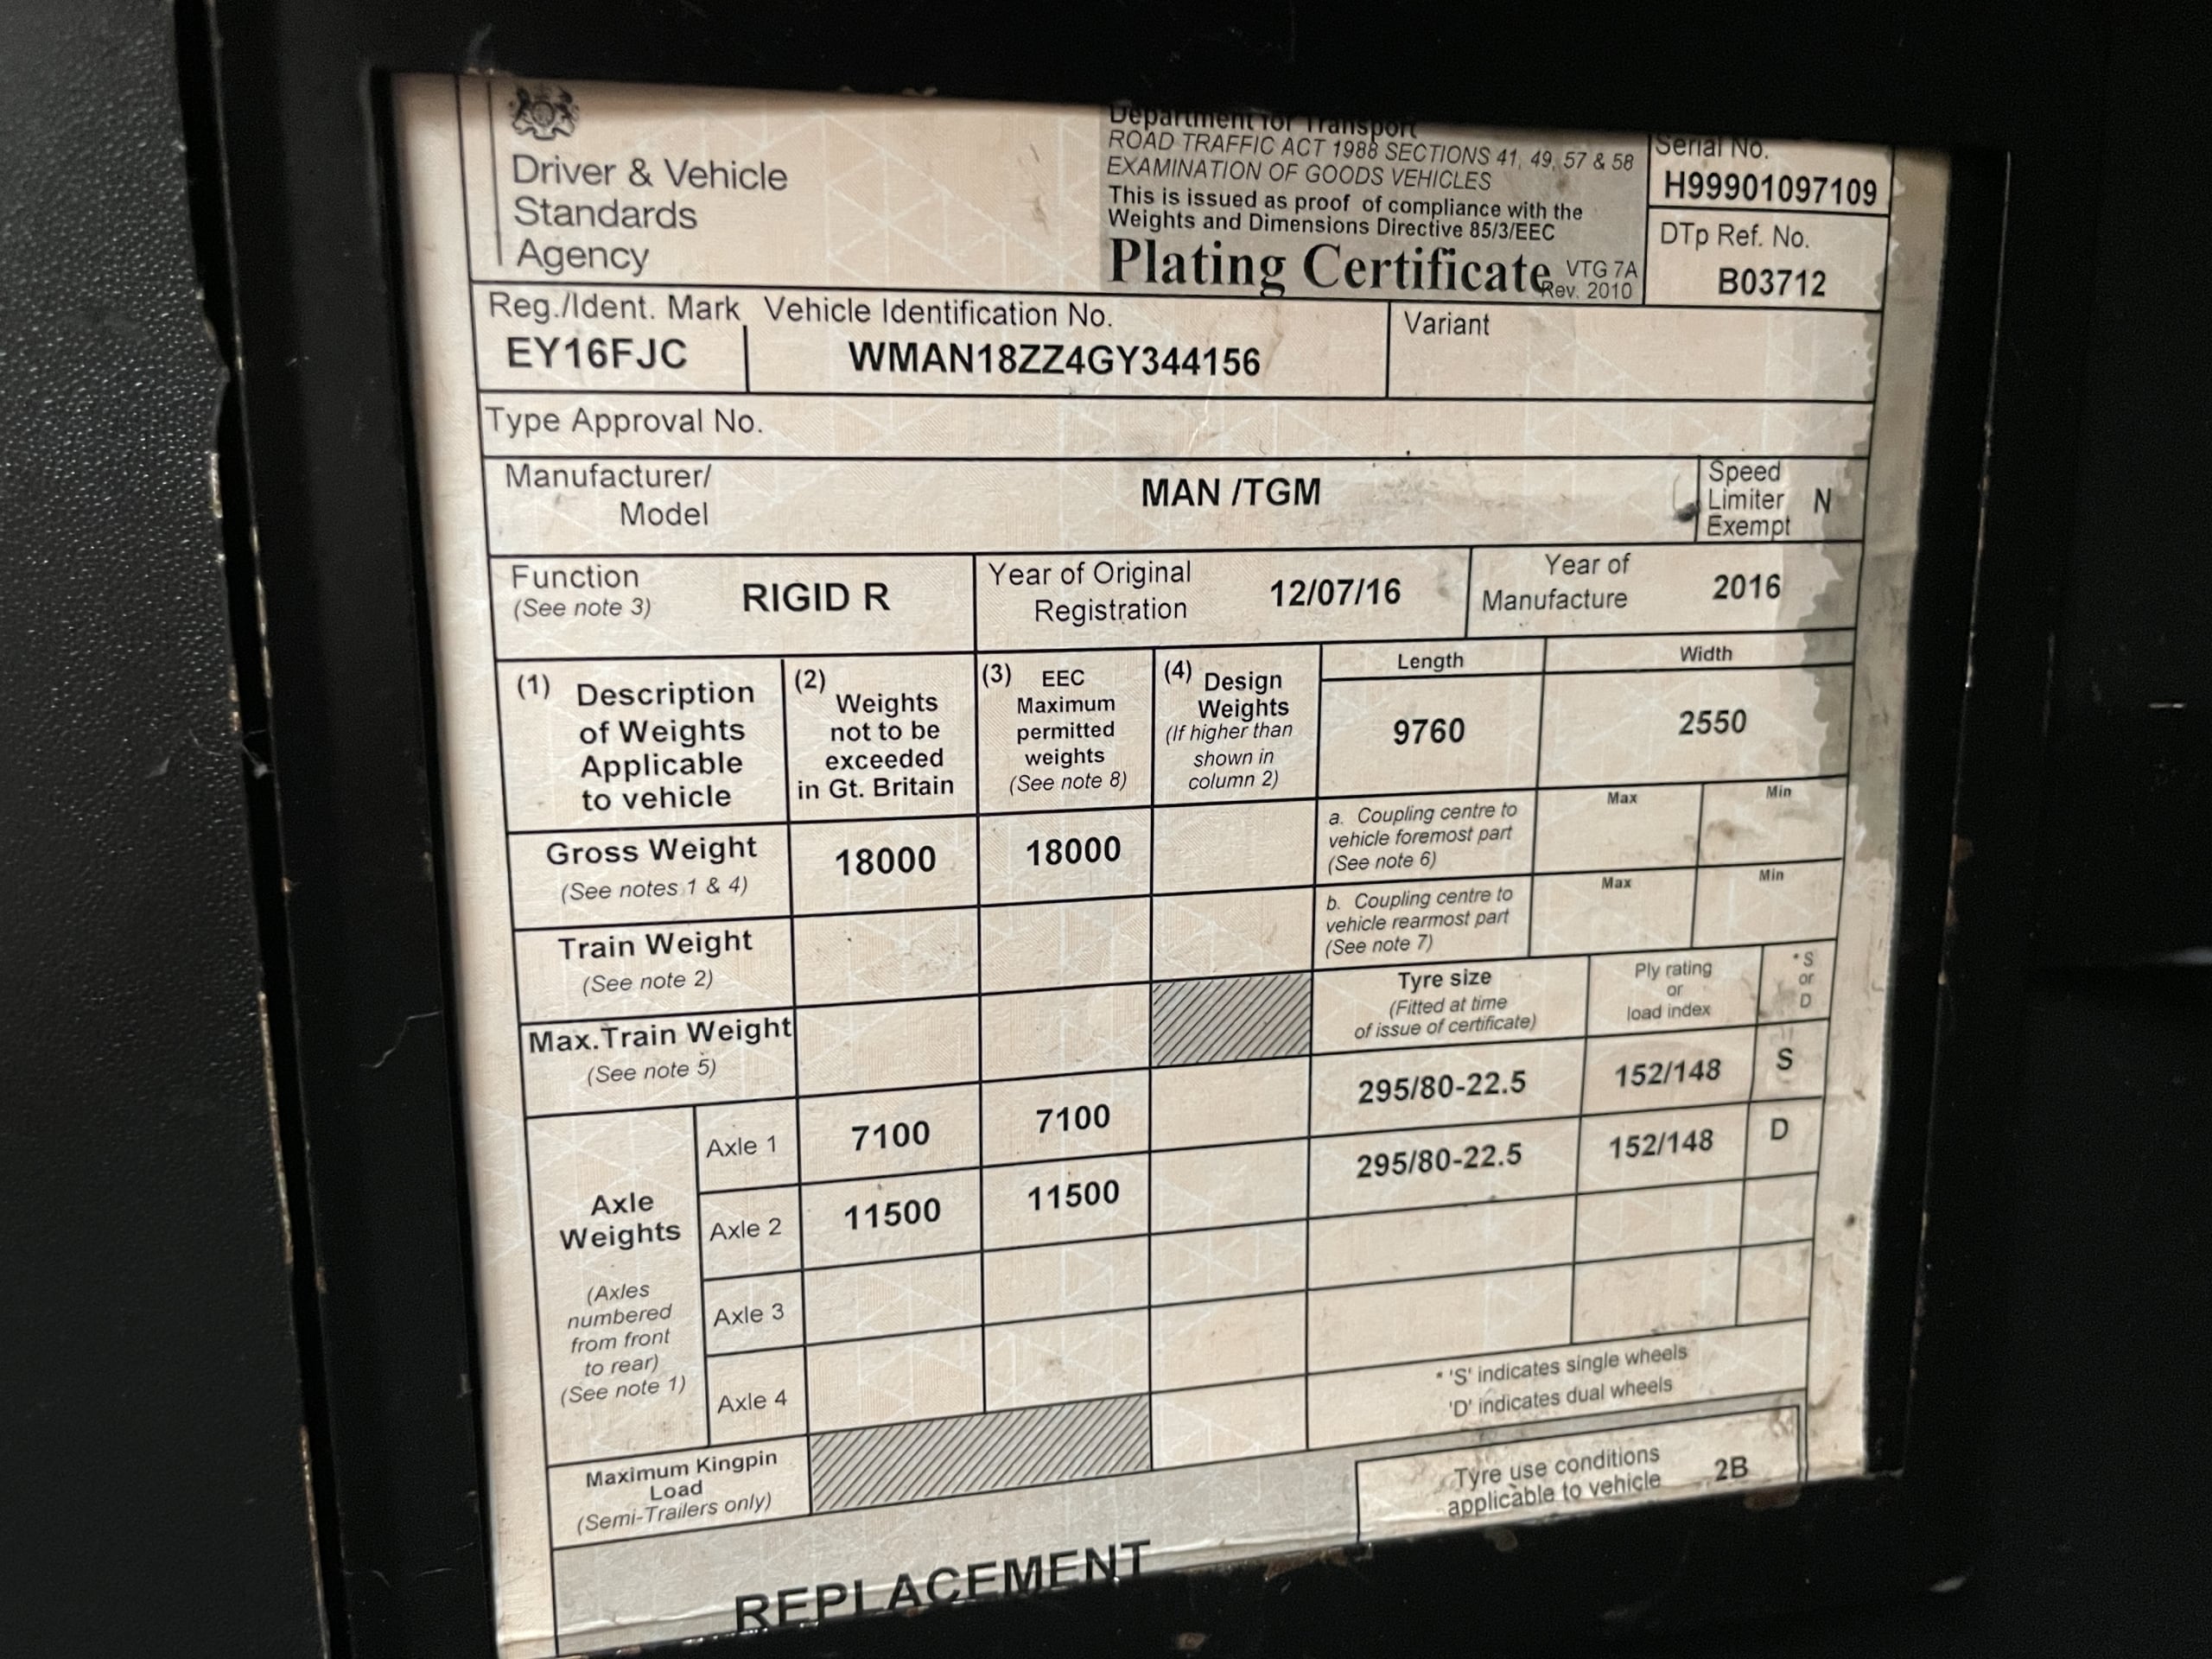 Driver & Vehicle
Standards
Agency
Department for Transport
ROAD TRAFFIC ACT 1988 SECTIONS 41, 49, 57 & 58
EXAMINATION OF GOODS VEHICLES
This is issued as proof of compliance with the
Weights and Dimensions Directive 85/3/EEC
Plating Certificate
VTG 7A
Rev. 2010
Serial No.
H99901097109
DTp Ref. No.
B03712
Reg./Ident. Mark
EY16FJC
Vehicle Identification No.
WMAN18ZZ4GY344156
Variant
Type Approval No.
Manufacturer/
Model
MAN /TGM
Speed
Limiter
Exempt
N
Function
(See note 3)
RIGID R
Year of Original
Registration
12/07/16
Year of
Manufacture
2016
(1) Description
of Weights
Applicable
to vehicle
(2)
Weights
not to be
exceeded
in Gt. Britain
(3) EEC
Maximum
permitted
weights
(See note 8)
(4) Design
Weights
(If higher than
shown in
column 2)
Length
9760
Width
2550
a. Coupling centre to
vehicle foremost part
(See note 6)
Max
Min
b. Coupling centre to
vehicle rearmost part
(See note 7)
Max
Min
Gross Weight
(See notes 1 & 4)
18000
18000
Train Weight
(See note 2)
Max. Train Weight
(See note 5)
Tyre size
(Fitted at time
of issue of certificate)
Ply rating
or
load index
* S
or
D
Axle
Weights
(Axles
numbered
from front
to rear)
(See note 1)
Axle 1
7100
7100
295/80-22.5
152/148
S
Axle 2
11500
11500
295/80-22.5
152/148
D
Axle 3
Axle 4
* 'S' indicates single wheels
'D' indicates dual wheels
Maximum Kingpin
Load
(Semi-Trailers only)
Tyre use conditions
applicable to vehicle
2B
REPLACEMENT